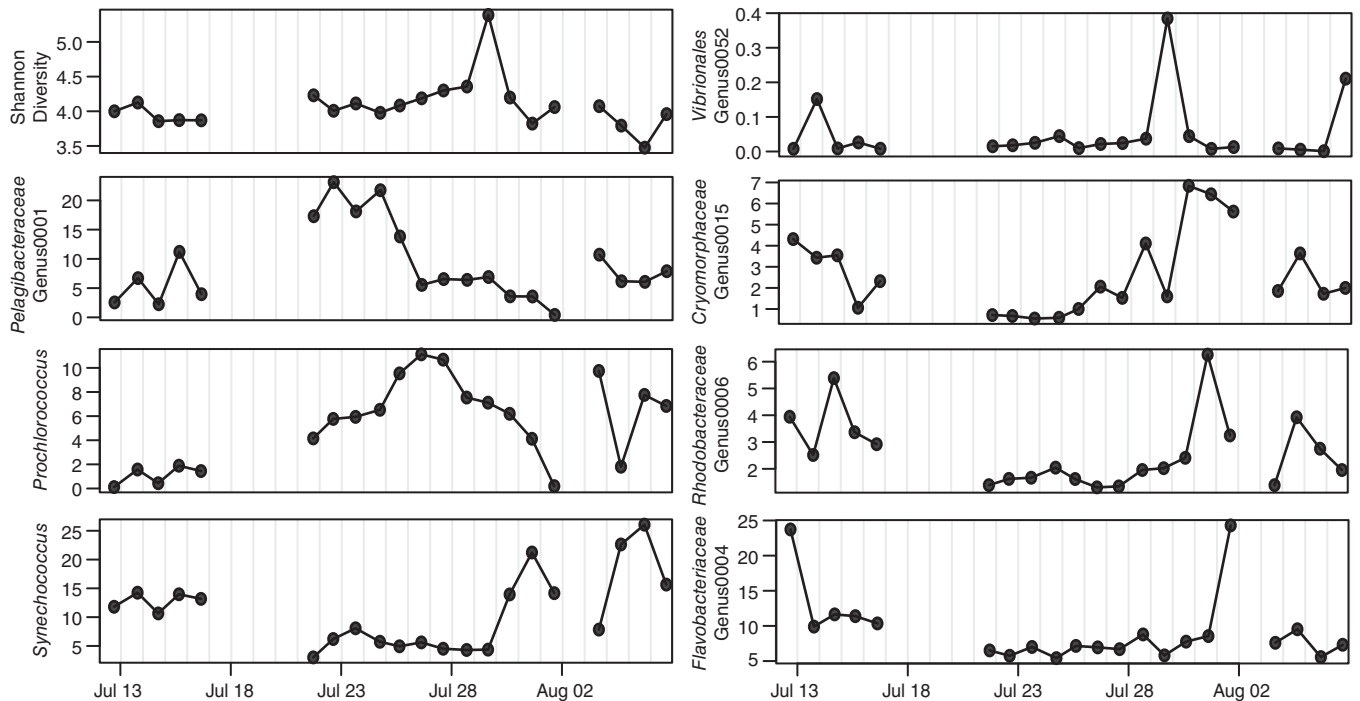 Shannon
Diversity
5.0
4.5
4.0
3.5
Pelagibacteraceae
Genus0001
20
15
10
5
0
Prochlorococcus
10
8
6
4
2
0
Synechococcus
25
20
15
10
5
Jul 13
Jul 18
Jul 23
Jul 28
Aug 02
Vibrionales
Genus0052
0.4
0.3
0.2
0.1
0.0
Cryomorphaceae
Genus0015
7
6
5
4
3
2
1
Rhodobacteraceae
Genus0006
6
5
4
3
2
Flavobacteriaceae
Genus0004
25
20
15
10
5
Jul 13
Jul 18
Jul 23
Jul 28
Aug 02